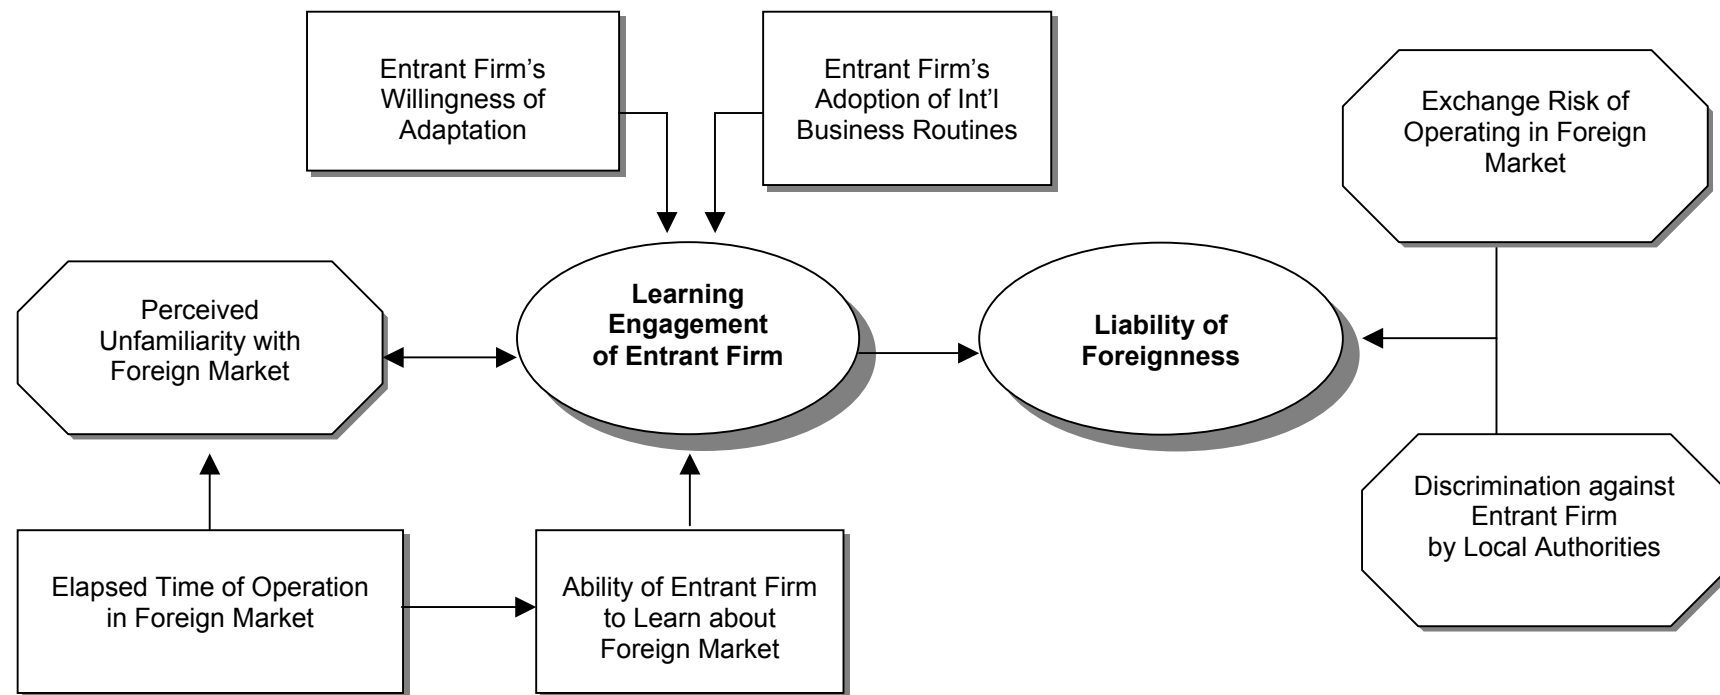 Entrant Firm’s
Willingness of
Adaptation
Entrant Firm’s
Adoption of Int’l
Business Routines
Exchange Risk of
Operating in Foreign
Market
Perceived
Unfamiliarity with
Foreign Market
Learning
Engagement
of Entrant Firm
Liability of
Foreignness
Discrimination against
Entrant Firm
by Local Authorities
Elapsed Time of Operation
in Foreign Market
Ability of Entrant Firm
to Learn about
Foreign Market